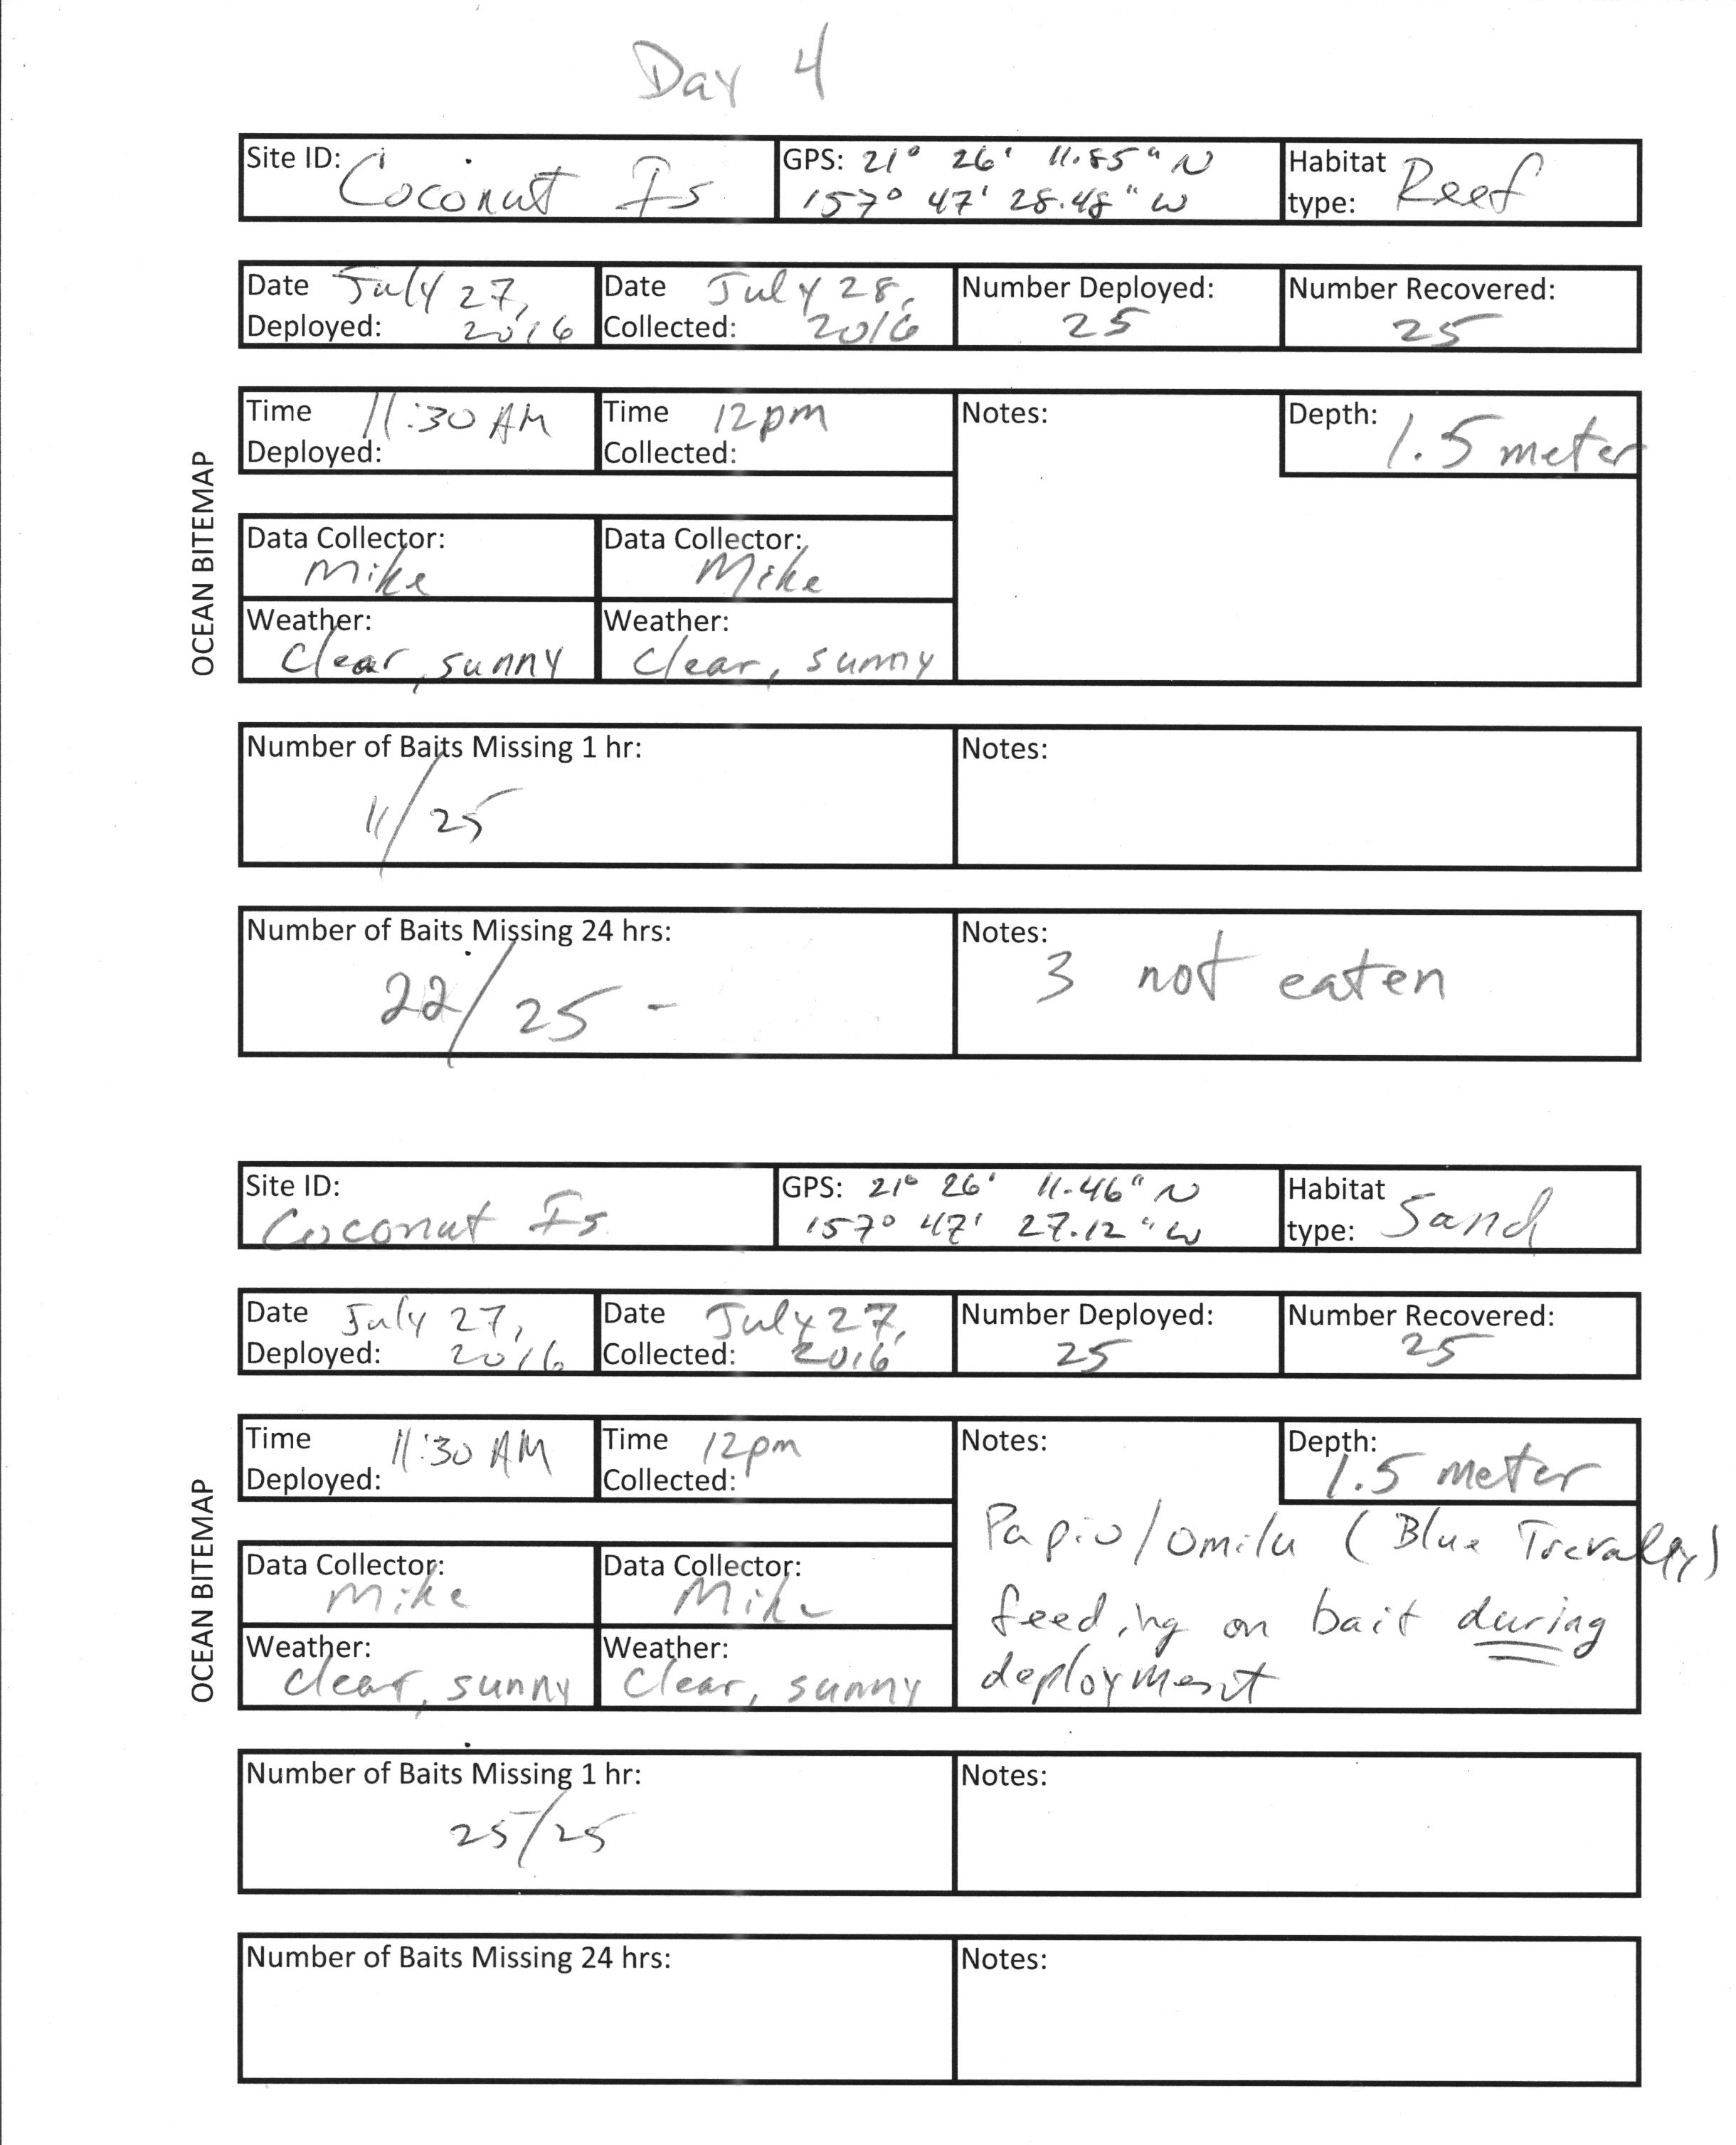 Day 4
Site ID: Coconut Is
GPS: 21° 26' 11.85" N
157° 47' 28.48" W
Habitat
type: Reef
Date
Deployed: July 27,
2016
Date
Collected: July 28,
2016
Number Deployed:
25
Number Recovered:
25
Time
Deployed: 11:30 AM
Time
Collected: 12pm
Notes:
Depth:
1.5 meter
OCEAN BITEMAP
Data Collector:
Mike
Data Collector:
Mike
Weather:
Clear, sunny
Weather:
Clear, sunny
Number of Baits Missing 1 hr:
11/25
Notes:
Number of Baits Missing 24 hrs:
22/25 -
Notes:
3 not eaten
Site ID:
Coconut Is
GPS: 21° 26' 11.46" N
157° 47' 27.12" W
Habitat
type: Sand
Date
Deployed: July 27,
2016
Date
Collected: July 27,
2016
Number Deployed:
25
Number Recovered:
25
Time
Deployed: 11:30 AM
Time
Collected: 12pm
Notes:
Depth:
1.5 meter
Papio/omilu (Blue Trevally)
feeding on bait during
deployment
OCEAN BITEMAP
Data Collector:
Mike
Data Collector:
Mike
Weather:
Clear, sunny
Weather:
Clear, sunny
Number of Baits Missing 1 hr:
25/25
Notes:
Number of Baits Missing 24 hrs:
Notes: